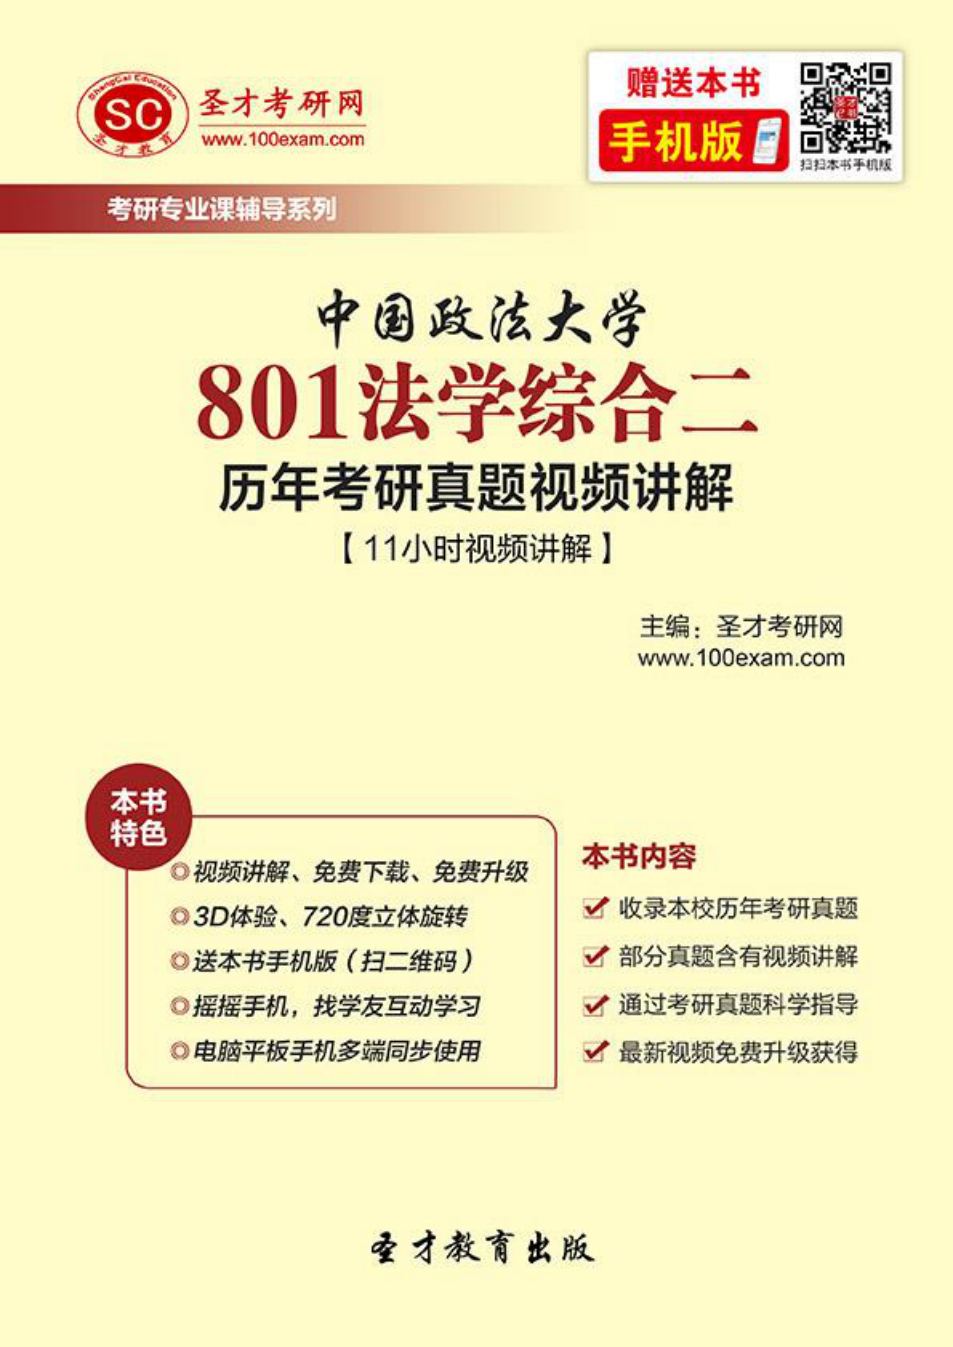 ShengCai Education
SC
圣才教育
圣才考研网
www.100exam.com
赠送本书
手机版
扫扫本书手机版
考研专业课辅导系列
中国政法大学
801法学综合二
历年考研真题视频讲解
【11小时视频讲解】
主编：圣才考研网
www.100exam.com
本书
特色
◎视频讲解、免费下载、免费升级
◎3D体验、720度立体旋转
◎送本书手机版（扫二维码）
◎摇摇手机，找学友互动学习
◎电脑平板手机多端同步使用
本书内容
收录本校历年考研真题
部分真题含有视频讲解
通过考研真题科学指导
最新视频免费升级获得
圣才教育出版